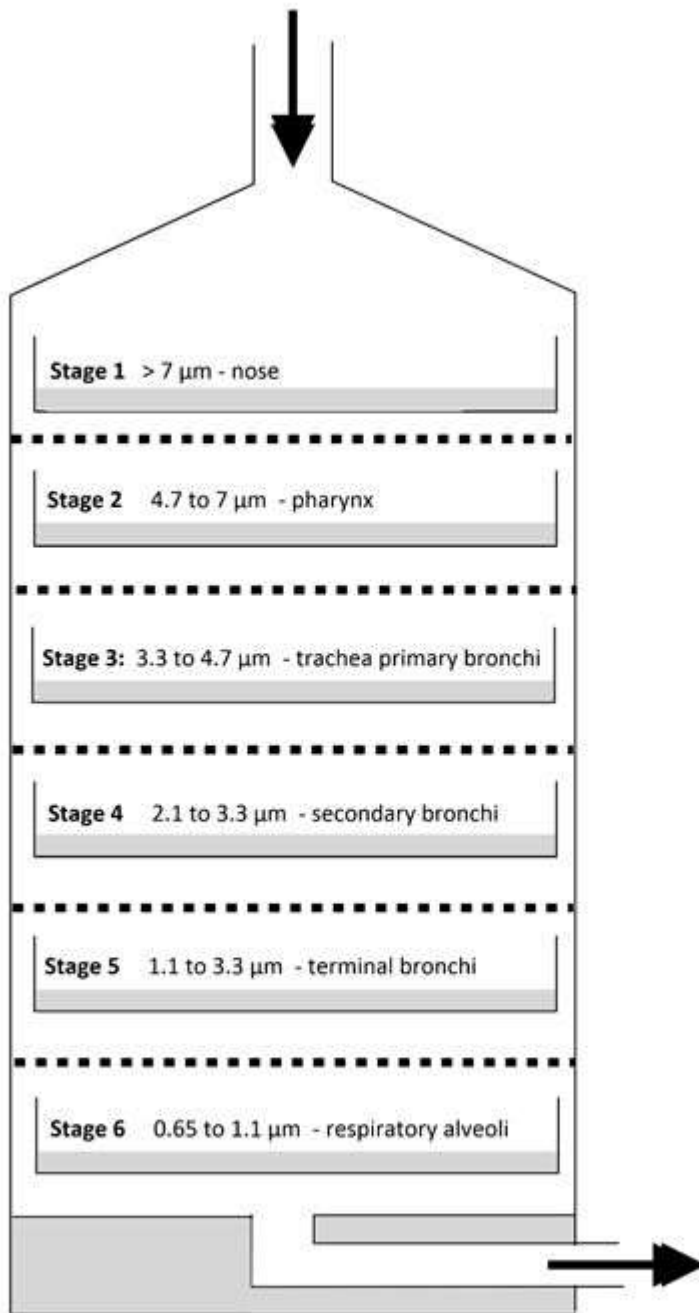 Stage 1 > 7 µm - nose
Stage 2 4.7 to 7 µm - pharynx
Stage 3: 3.3 to 4.7 µm - trachea primary bronchi
Stage 4 2.1 to 3.3 µm - secondary bronchi
Stage 5 1.1 to 3.3 µm - terminal bronchi
Stage 6 0.65 to 1.1 µm - respiratory alveoli